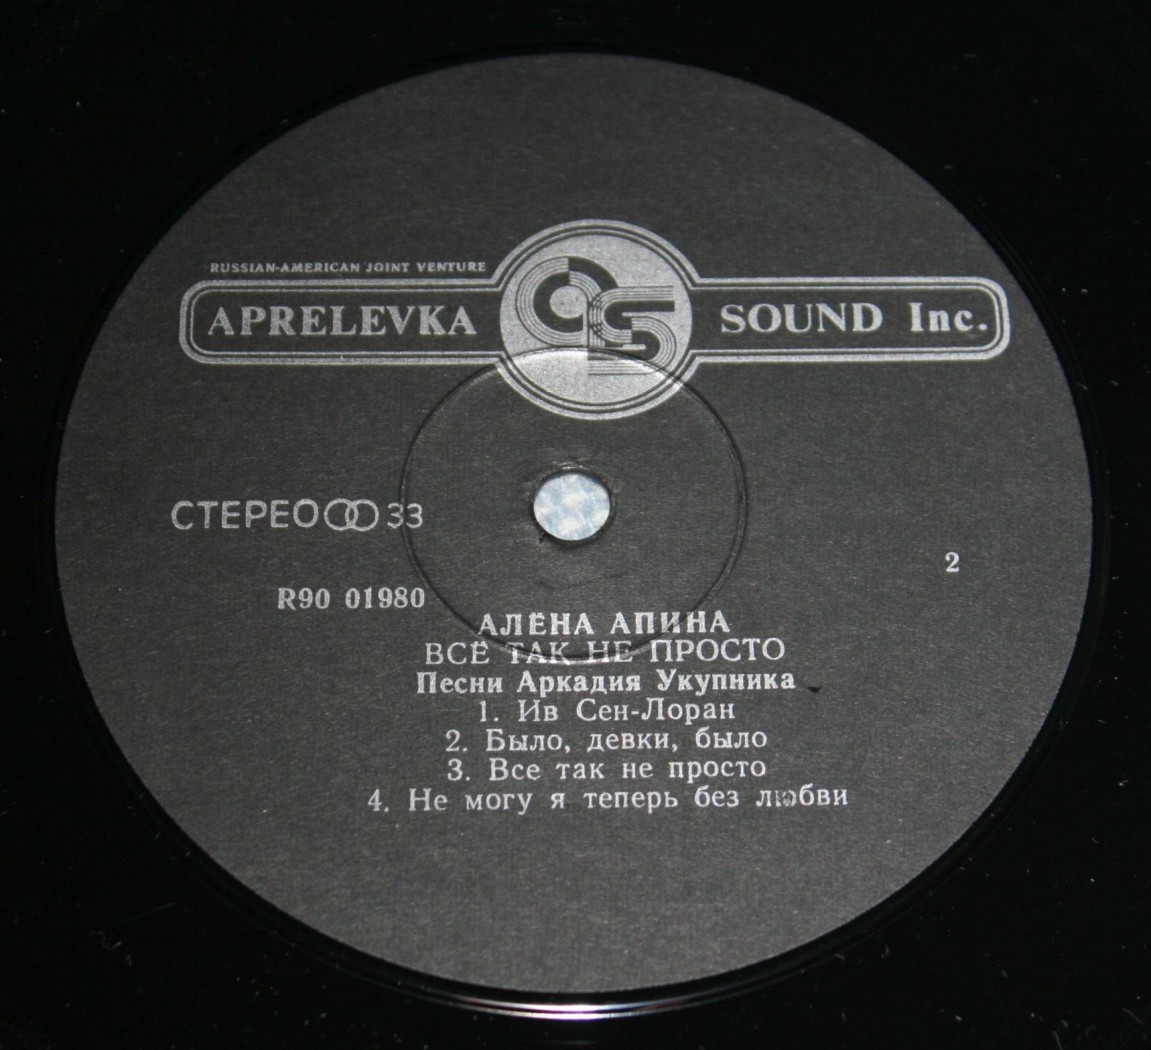 RUSSIAN-AMERICAN JOINT VENTURE
APRELEVKA SOUND Inc.
СТЕРЕО 33
2
R90 01980
АЛЁНА АПИНА
ВСЁ ТАК НЕ ПРОСТО
Песни Аркадия Укупника
1. Ив Сен-Лоран
2. Было, девки, было
3. Все так не просто
4. Не могу я теперь без любви